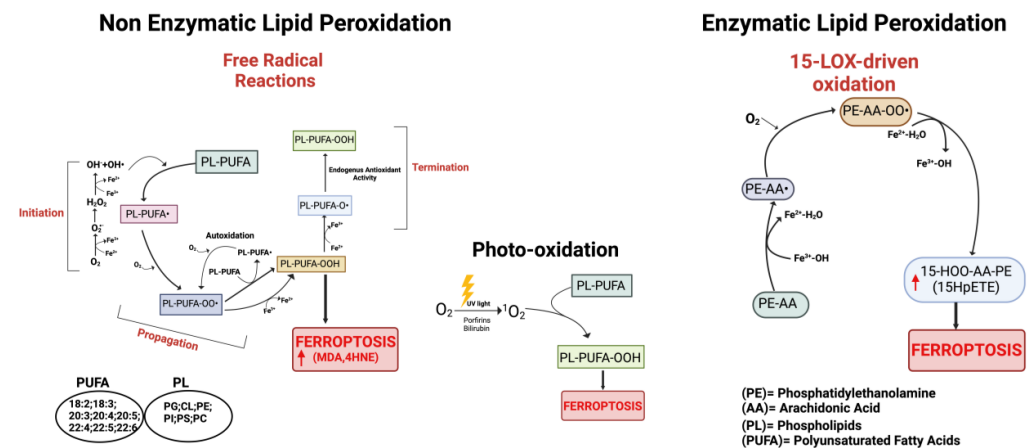 Non Enzymatic Lipid Peroxidation
Free Radical
Reactions
Initiation
OH⁻+OH•
Fe³⁺
Fe²⁺
H₂O₂
O₂•⁻
Fe³⁺
Fe²⁺
O₂
PL-PUFA
PL-PUFA•
O₂
PL-PUFA-OO•
Propagation
Autoxidation
O₂
PL-PUFA•
PL-PUFA
Fe²⁺
Fe³⁺
PL-PUFA-OOH
Fe³⁺
Fe²⁺
PL-PUFA-O•
Endogenus Antioxidant
Activity
PL-PUFA-OOH
Termination
FERROPTOSIS
(MDA,4HNE)
PUFA
18:2;18:3;
20:3;20:4;20:5;
22:4;22:5;22:6
PL
PG;CL;PE;
PI;PS;PC
Photo-oxidation
O₂
UV light
Porfirins
Bilirubin
¹O₂
PL-PUFA
PL-PUFA-OOH
FERROPTOSIS
Enzymatic Lipid Peroxidation
15-LOX-driven
oxidation
PE-AA-OO•
O₂
Fe²⁺-H₂O
Fe³⁺-OH
PE-AA•
Fe²⁺-H₂O
Fe³⁺-OH
PE-AA
15-HOO-AA-PE
(15HpETE)
FERROPTOSIS
(PE)= Phosphatidylethanolamine
(AA)= Arachidonic Acid
(PL)= Phospholipids
(PUFA)= Polyunsaturated Fatty Acids